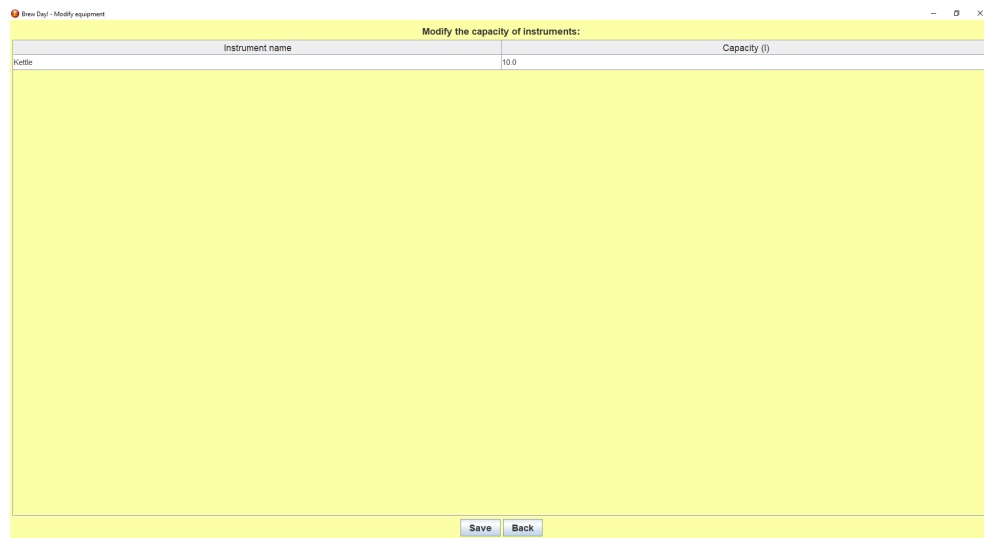 Brew Day! - Modify equipment
Modify the capacity of instruments:
Instrument name Capacity (l)
Kettle 10.0
Save Back